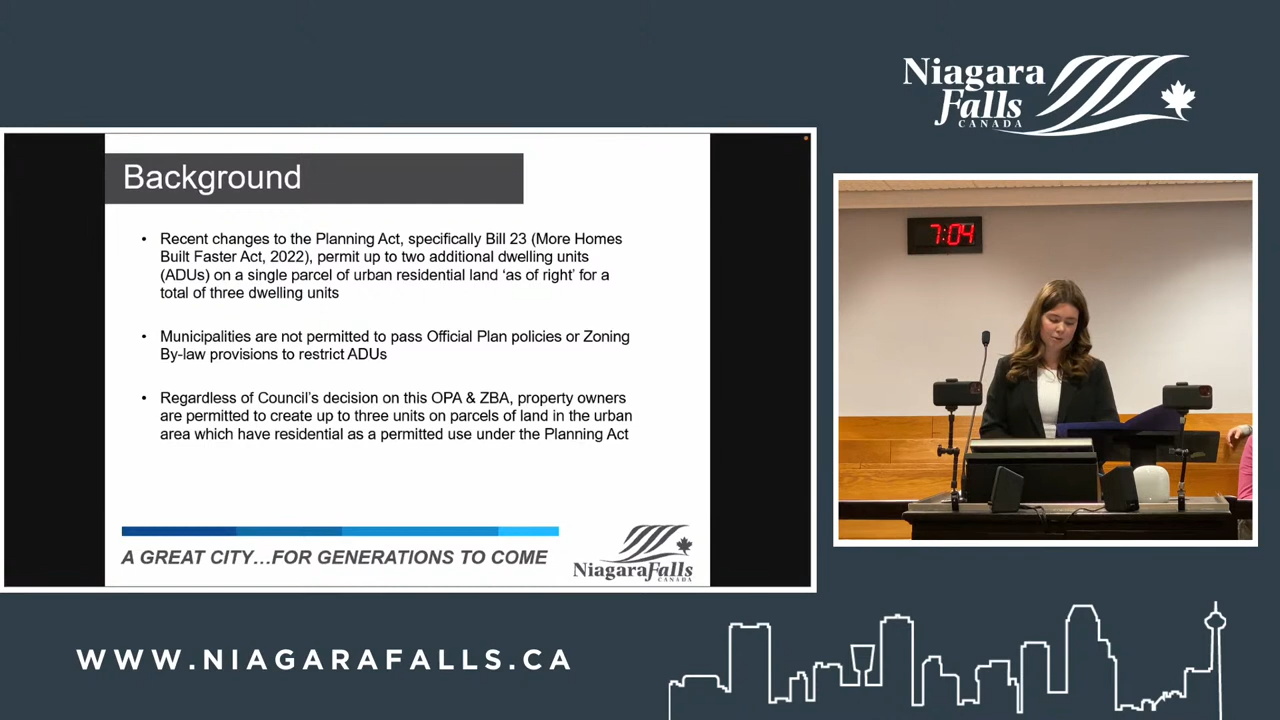 Niagara
Falls
CANADA
Background
• Recent changes to the Planning Act, specifically Bill 23 (More Homes
Built Faster Act, 2022), permit up to two additional dwelling units
(ADUs) on a single parcel of urban residential land ‘as of right’ for a
total of three dwelling units
• Municipalities are not permitted to pass Official Plan policies or Zoning
By-law provisions to restrict ADUs
• Regardless of Council’s decision on this OPA & ZBA, property owners
are permitted to create up to three units on parcels of land in the urban
area which have residential as a permitted use under the Planning Act
7:04
A GREAT CITY...FOR GENERATIONS TO COME
NiagaraFalls
CANADA
WWW.NIAGARAFALLS.CA